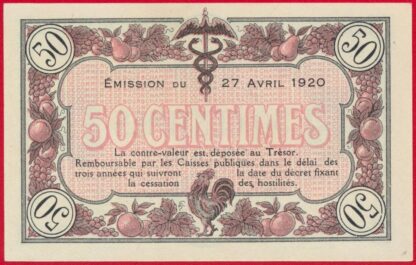 50
50
ÉMISSION DU 27 AVRIL 1920
50 CENTIMES
La contre-valeur est déposée au Trésor.
Remboursable par les Caisses publiques dans le délai des
trois années qui suivront la date du décret fixant
la cessation des hostilités.
50
50